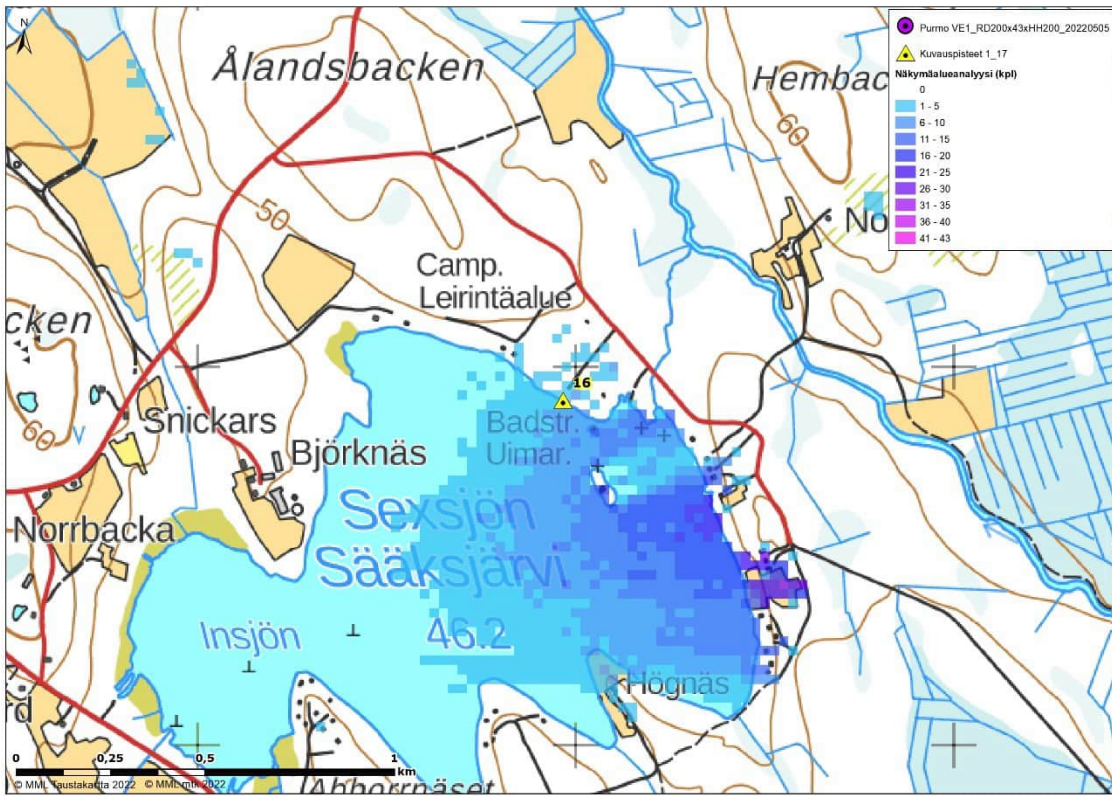 N
Ålandsbacken
Hembac
Purmo VE1_RD200x43xHH200_20220505
Kuvauspisteet 1_17
Näkymäalueanalyysi (kpl)
0
1 - 5
6 - 10
11 - 15
16 - 20
21 - 25
26 - 30
31 - 35
36 - 40
41 - 43
60
No
50
Camp.
Leirintäalue
cken
60
16
Snickars
Badstr.
Uimar.
Björknäs
Sexsjön
Sääksjärvi
Norrbacka
Insjön
46.2
Högnäs
rd
0 0,25 0,5 1
km
Abborrnäset
© MML Taustakartta 2022 © MML mtk 2022